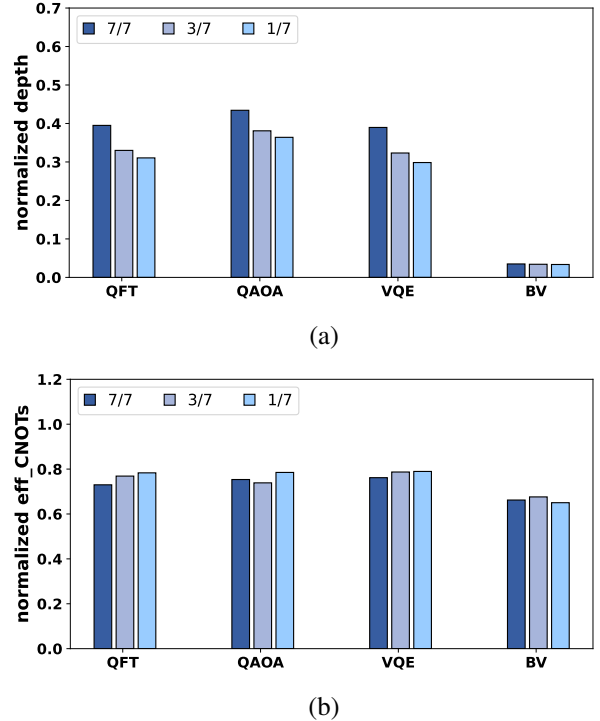 normalized depth
0.7
0.6
0.5
0.4
0.3
0.2
0.1
0.0
7/7 3/7 1/7
QFT QAOA VQE BV
(a)
normalized eff_CNOTs
1.2
1.0
0.8
0.6
0.4
0.2
0.0
7/7 3/7 1/7
QFT QAOA VQE BV
(b)